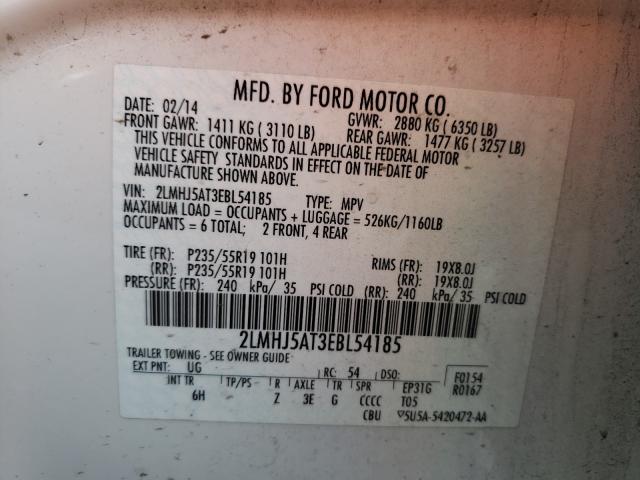 MFD. BY FORD MOTOR CO.
DATE: 02/14 GVWR: 2880 KG ( 6350 LB)
FRONT GAWR: 1411 KG ( 3110 LB) REAR GAWR: 1477 KG ( 3257 LB)
THIS VEHICLE CONFORMS TO ALL APPLICABLE FEDERAL MOTOR
VEHICLE SAFETY STANDARDS IN EFFECT ON THE DATE OF
MANUFACTURE SHOWN ABOVE.
VIN: 2LMHJ5AT3EBL54185 TYPE: MPV
MAXIMUM LOAD = OCCUPANTS + LUGGAGE = 526KG/1160LB
OCCUPANTS = 6 TOTAL; 2 FRONT, 4 REAR
TIRE (FR): P235/55R19 101H RIMS (FR): 19X8.0J
(RR): P235/55R19 101H (RR): 19X8.0J
PRESSURE (FR): 240 kPa/ 35 PSI COLD (RR): 240 kPa/ 35 PSI COLD
2LMHJ5AT3EBL54185
TRAILER TOWING - SEE OWNER GUIDE
EXT PNT: UG RC: 54 DSO: F0154
INT TR TP/PS R AXLE TR SPR EP31G R0167
6H Z 3E G CCCC T05
CBU 5U5A-5420472-AA